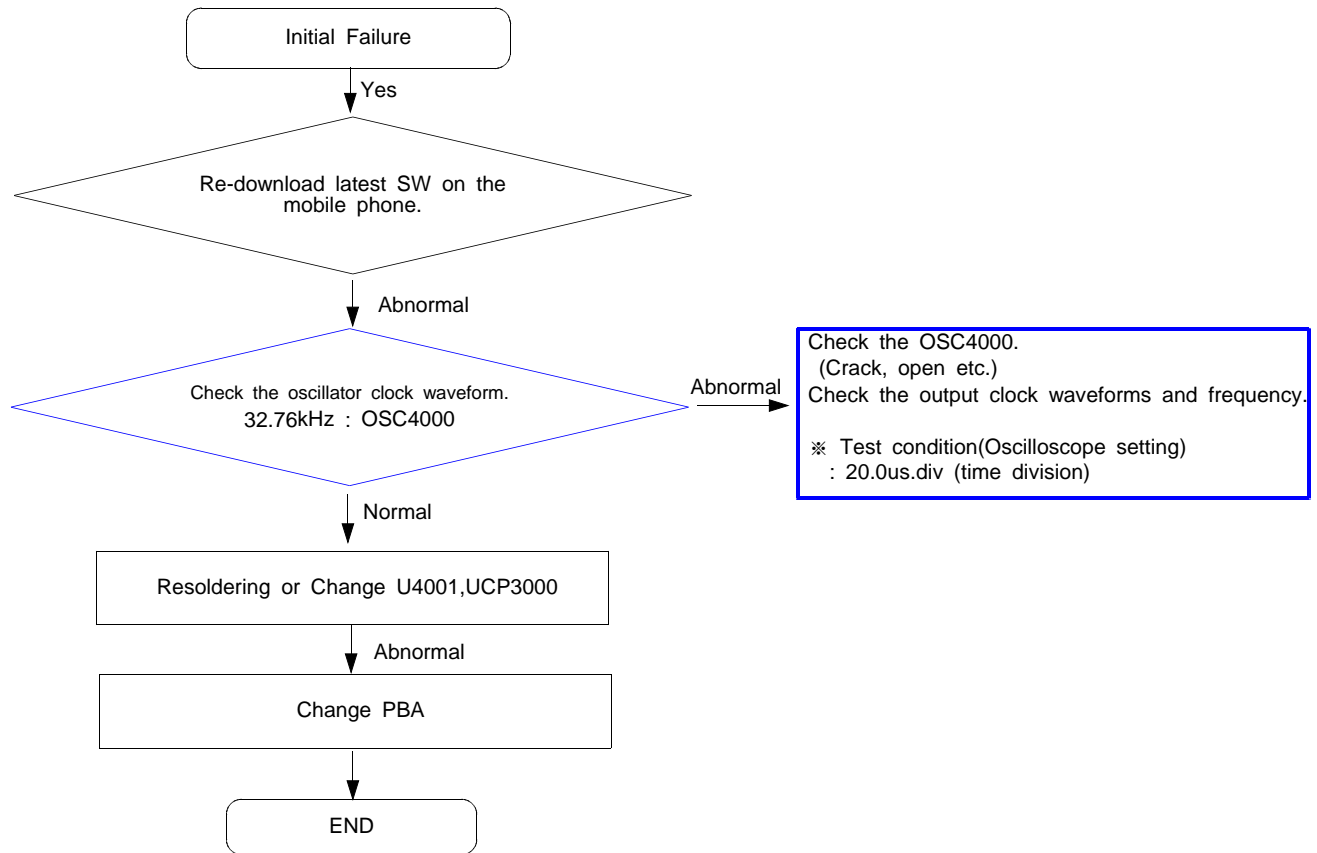 Initial Failure
Yes
Re-download latest SW on the
mobile phone.
Abnormal
Check the oscillator clock waveform.
32.76kHz : OSC4000
Abnormal
Check the OSC4000.
(Crack, open etc.)
Check the output clock waveforms and frequency.
※ Test condition(Oscilloscope setting)
: 20.0us.div (time division)
Normal
Resoldering or Change U4001,UCP3000
Abnormal
Change PBA
END